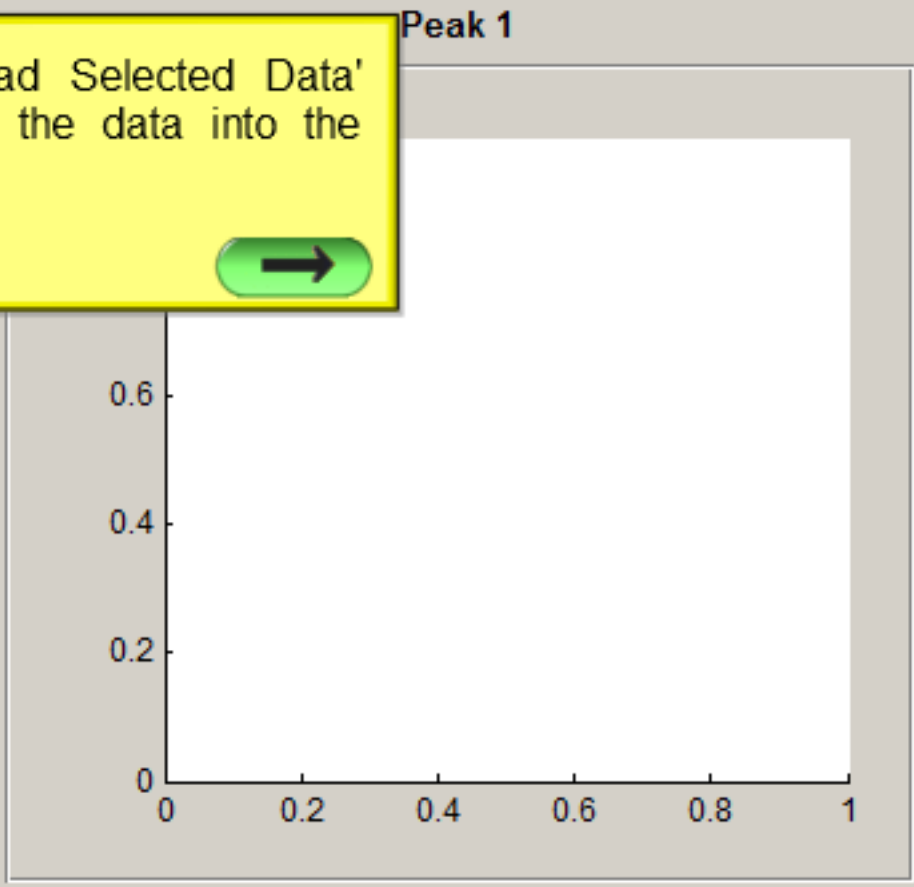 Peak 1
ad Selected Data'
the data into the
0.6
0.4
0.2
0
0 0.2 0.4 0.6 0.8 1